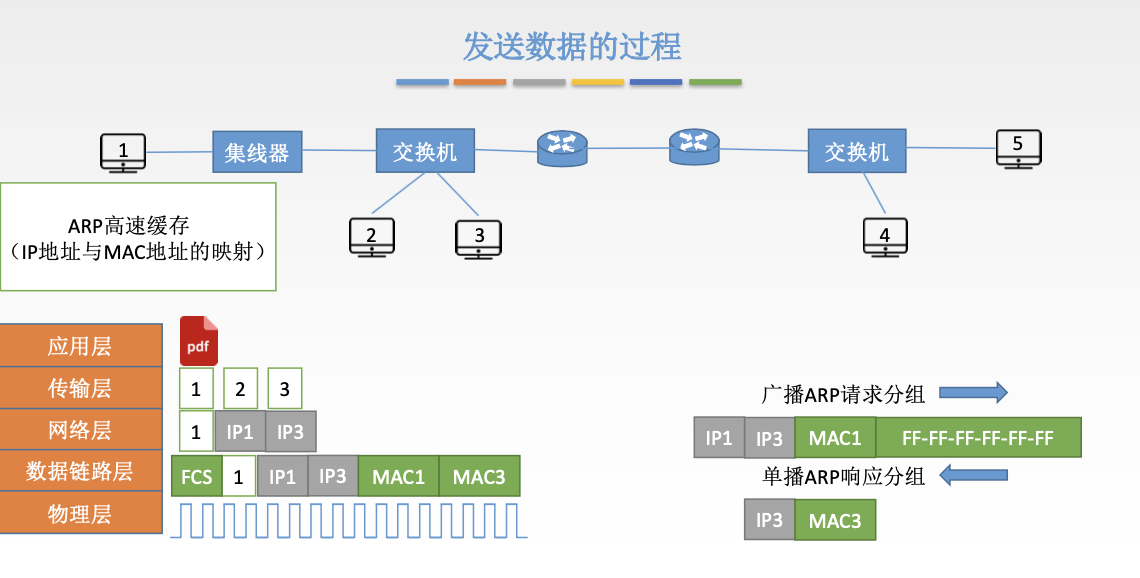 发送数据的过程
1
集线器
交换机
交换机
5
2
3
4
ARP高速缓存
（IP地址与MAC地址的映射）
应用层
pdf
传输层
1 2 3
网络层
1 IP1 IP3
数据链路层
FCS 1 IP1 IP3 MAC1 MAC3
物理层
广播ARP请求分组
IP1 IP3 MAC1 FF-FF-FF-FF-FF-FF
单播ARP响应分组
IP3 MAC3